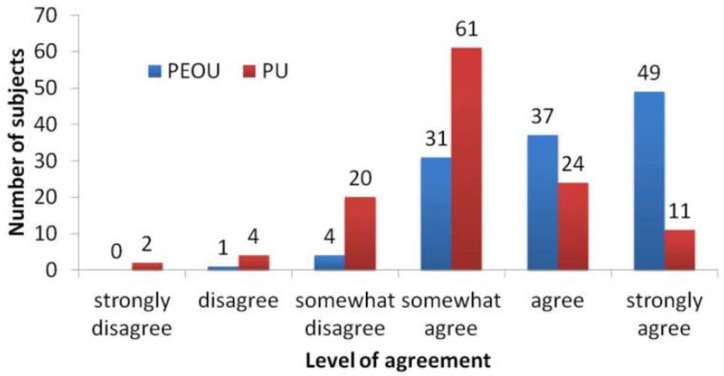 70
60
50
40
30
20
10
0
Number of subjects
PEOU PU
0 2 1 4 4 20 31 61 37 24 49 11
strongly disagree somewhat somewhat agree strongly
disagree disagree agree agree
Level of agreement